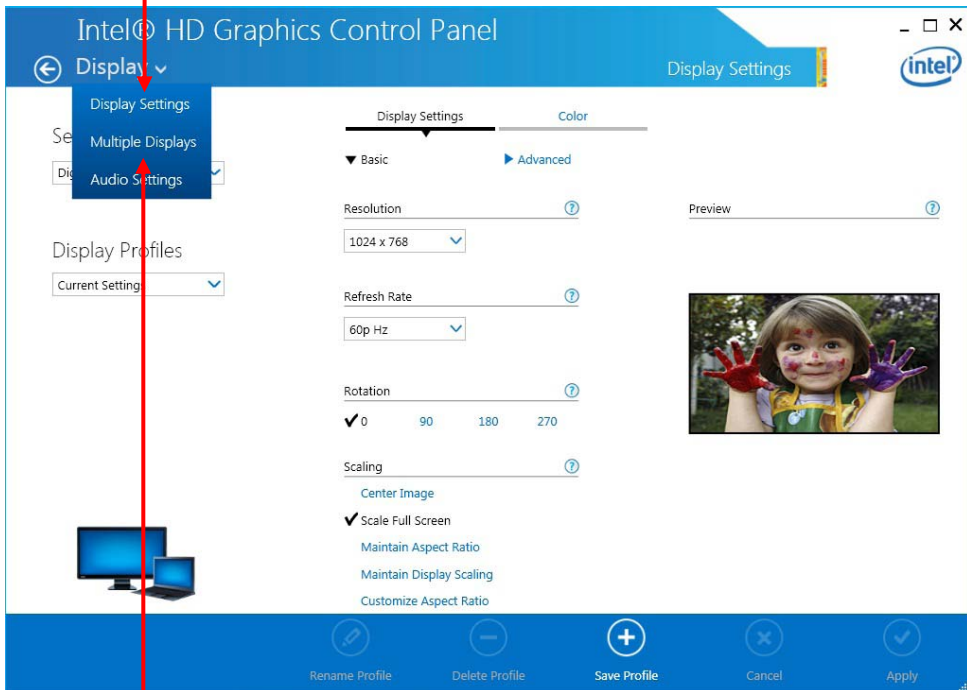 Intel® HD Graphics Control Panel
Display
Display Settings
intel
Display Settings
Multiple Displays
Audio Settings
Display Profiles
Current Settings
Display Settings
Color
Basic
Advanced
Resolution
1024 x 768
Refresh Rate
60p Hz
Rotation
0 90 180 270
Scaling
Center Image
Scale Full Screen
Maintain Aspect Ratio
Maintain Display Scaling
Customize Aspect Ratio
Preview
Rename Profile
Delete Profile
Save Profile
Cancel
Apply